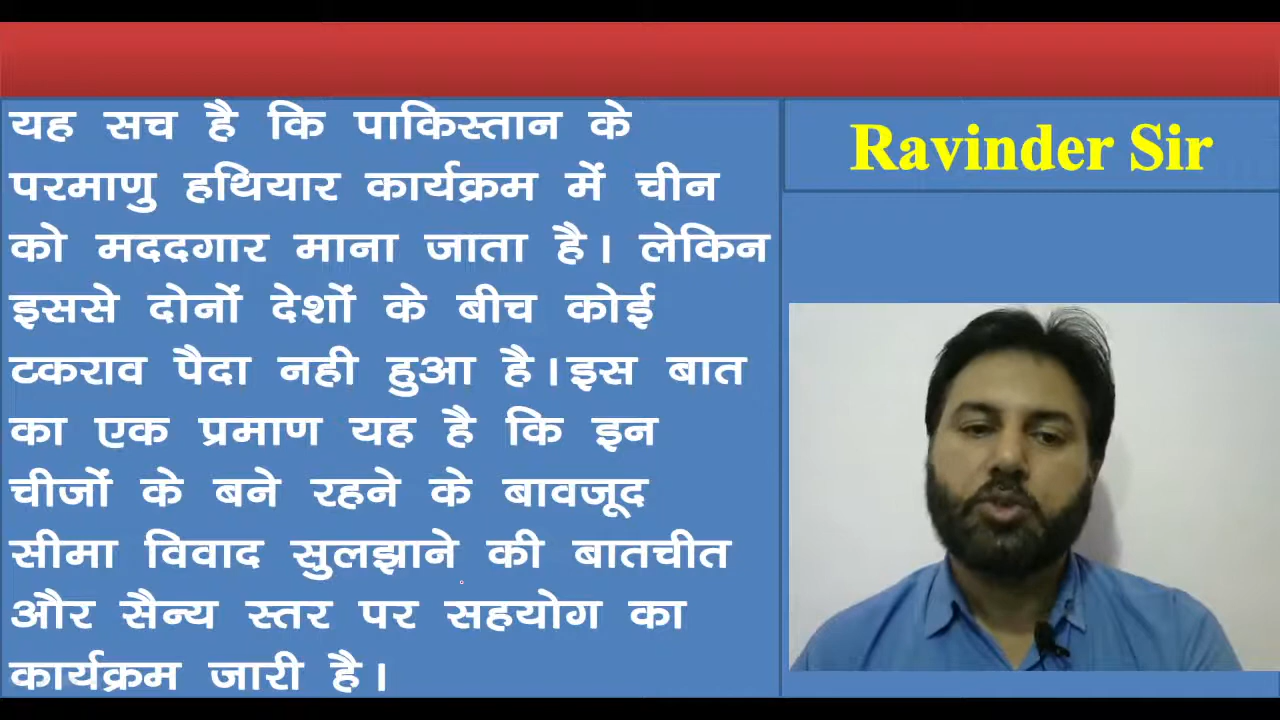 यह सच है कि पाकिस्तान के
परमाणु हथियार कार्यक्रम में चीन
को मददगार माना जाता है। लेकिन
इससे दोनों देशों के बीच कोई
टकराव पैदा नही हुआ है।इस बात
का एक प्रमाण यह है कि इन
चीजों के बने रहने के बावजूद
सीमा विवाद सुलझाने की बातचीत
और सैन्य स्तर पर सहयोग का
कार्यक्रम जारी है।
Ravinder Sir